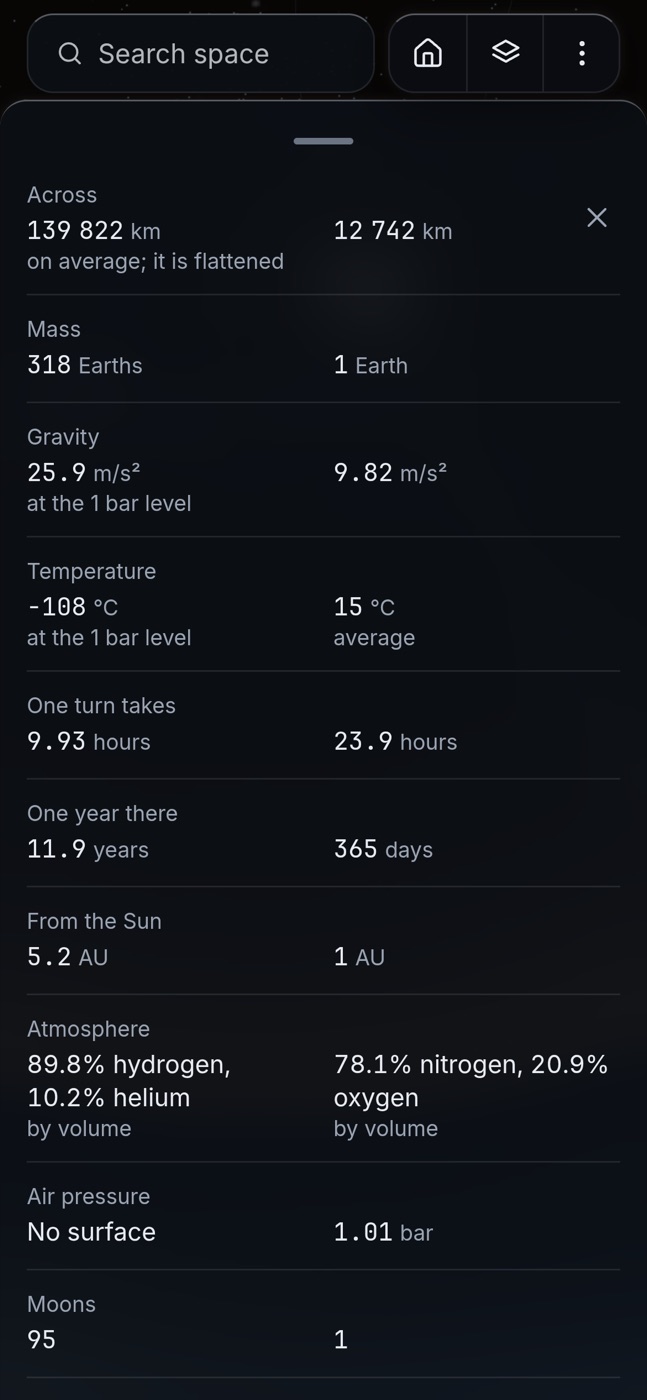 Search space
Across
139 822 km 12 742 km
on average; it is flattened
Mass
318 Earths 1 Earth
Gravity
25.9 m/s² 9.82 m/s²
at the 1 bar level
Temperature
-108 °C 15 °C
at the 1 bar level average
One turn takes
9.93 hours 23.9 hours
One year there
11.9 years 365 days
From the Sun
5.2 AU 1 AU
Atmosphere
89.8% hydrogen, 78.1% nitrogen, 20.9%
10.2% helium oxygen
by volume by volume
Air pressure
No surface 1.01 bar
Moons
95 1